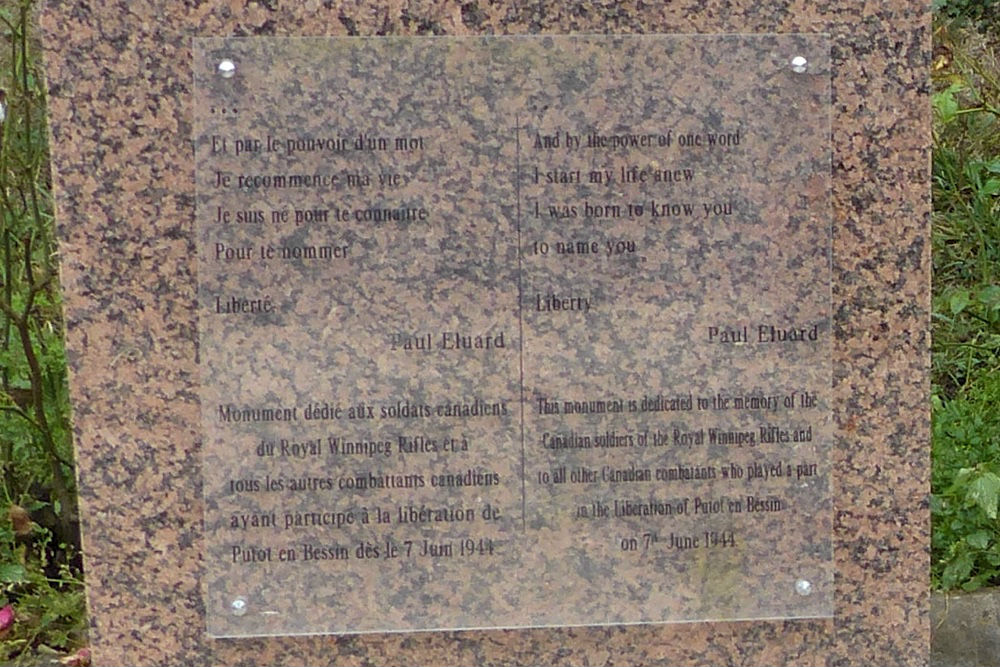 ...
Et par le pouvoir d'un mot
Je recommence ma vie
Je suis né pour te connaître
Pour te nommer
Liberté.
Paul Eluard
Monument dédié aux soldats canadiens
du Royal Winnipeg Rifles et à
tous les autres combattants canadiens
ayant participé à la libération de
Putot en Bessin dès le 7 Juin 1944
...
And by the power of one word
I start my life anew
I was born to know you
to name you
Liberty
Paul Eluard
This monument is dedicated to the memory of the
Canadian soldiers of the Royal Winnipeg Rifles and
to all other Canadian combatants who played a part
in the Liberation of Putot en Bessin
on 7th June 1944